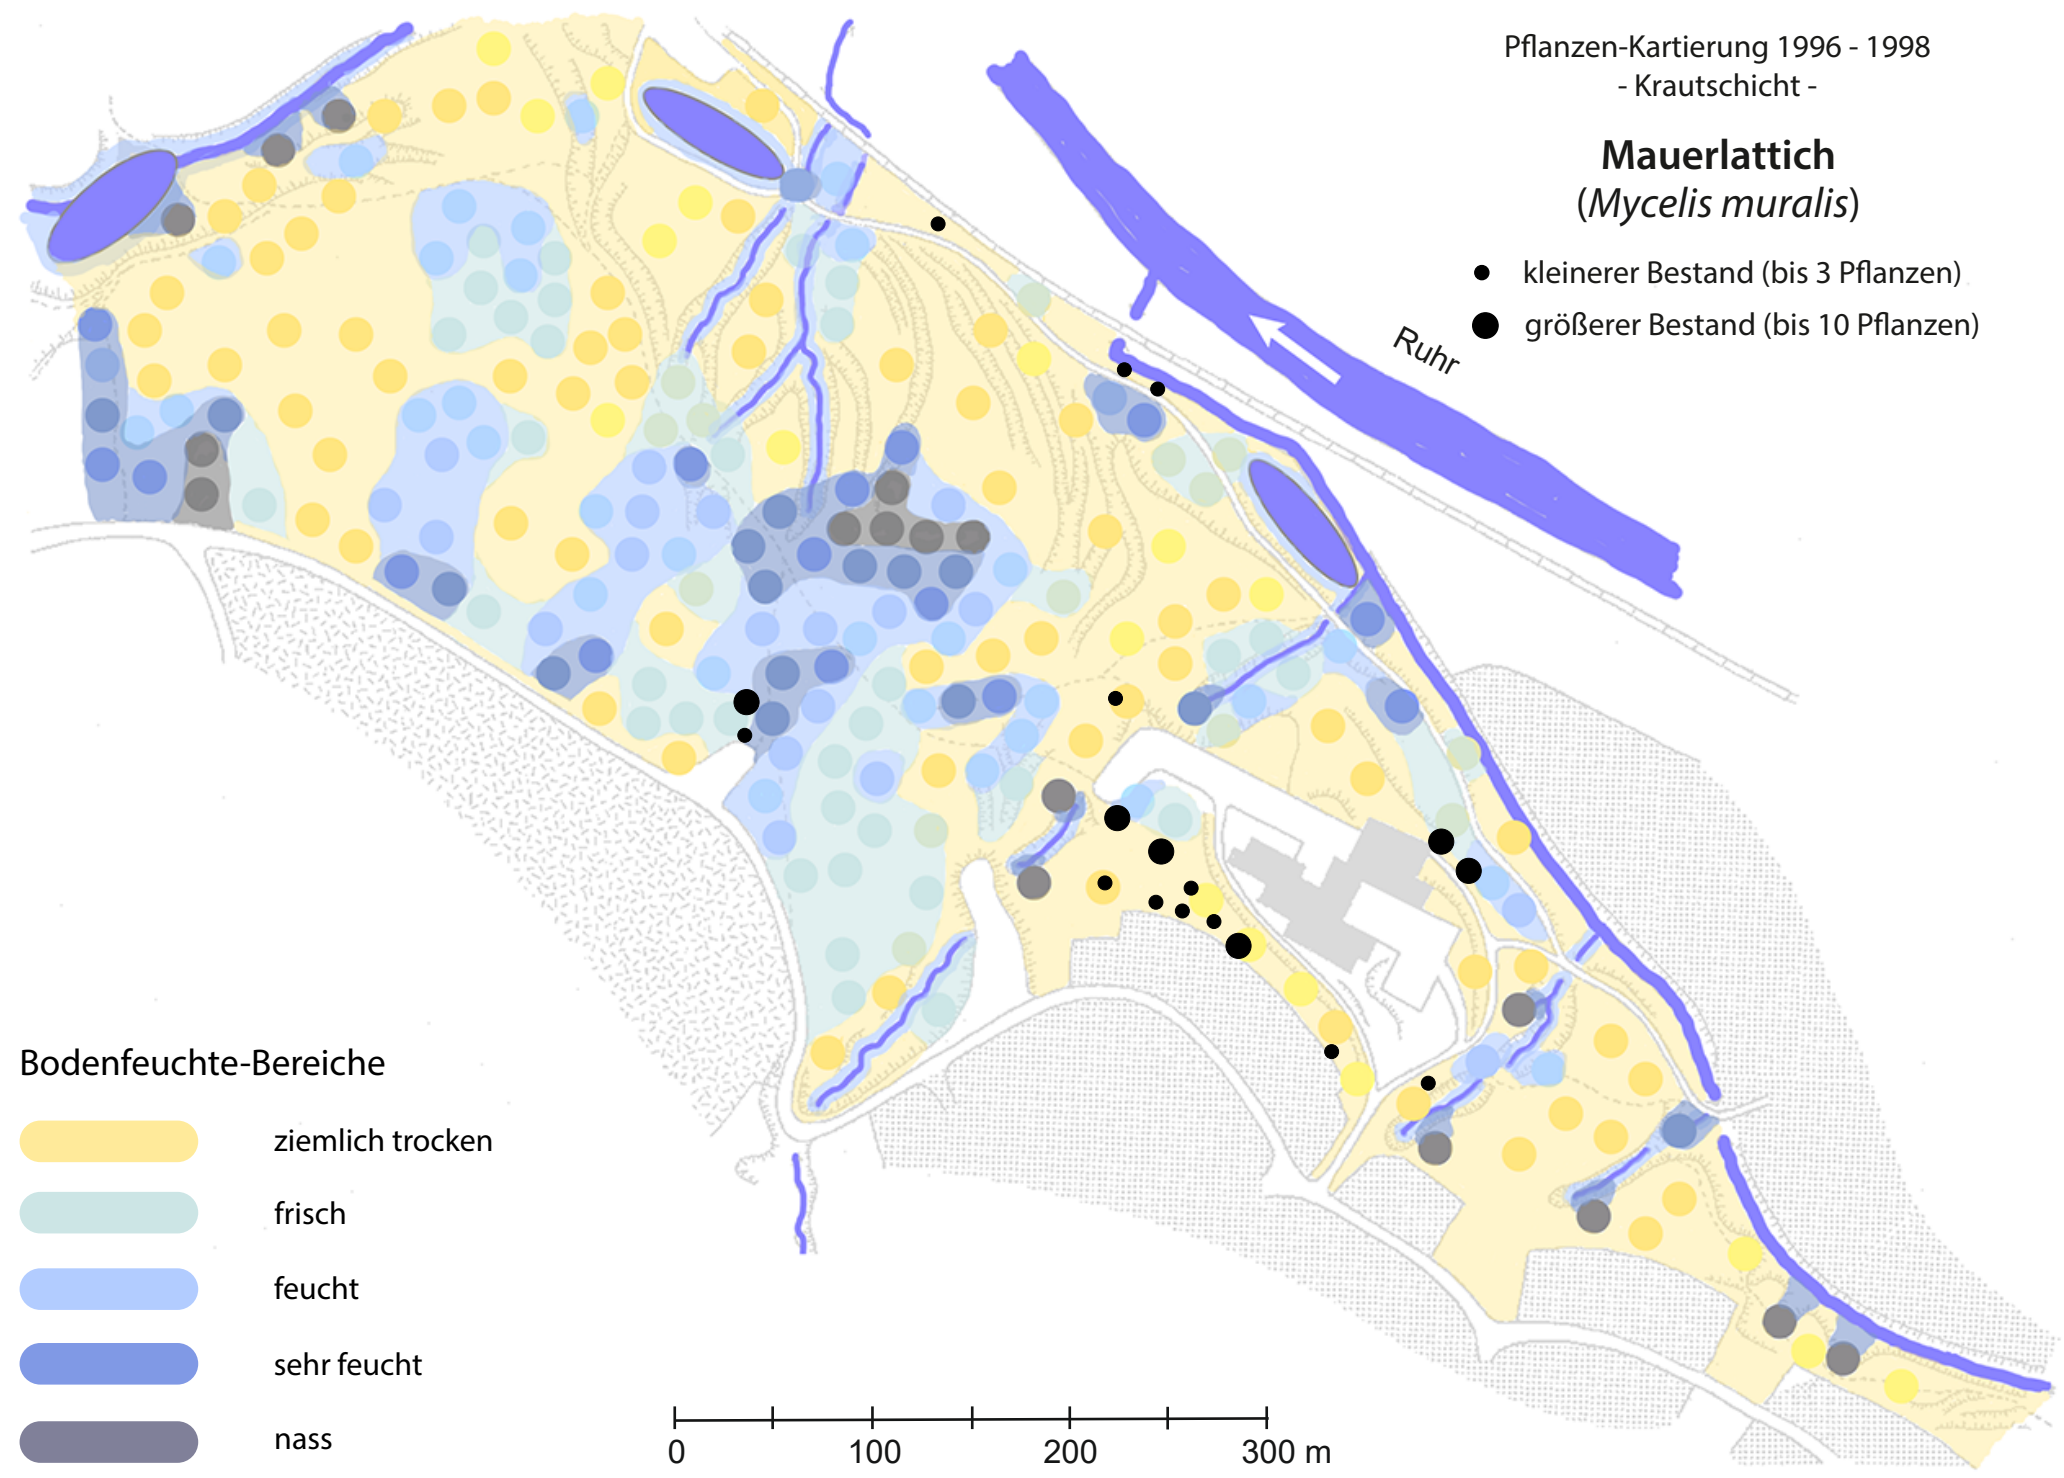 Pflanzen-Kartierung 1996 - 1998
- Krautschicht -
Mauerlattich
(Mycelis muralis)
kleinerer Bestand (bis 3 Pflanzen)
größerer Bestand (bis 10 Pflanzen)
Ruhr
Bodenfeuchte-Bereiche
ziemlich trocken
frisch
feucht
sehr feucht
nass
0 100 200 300 m